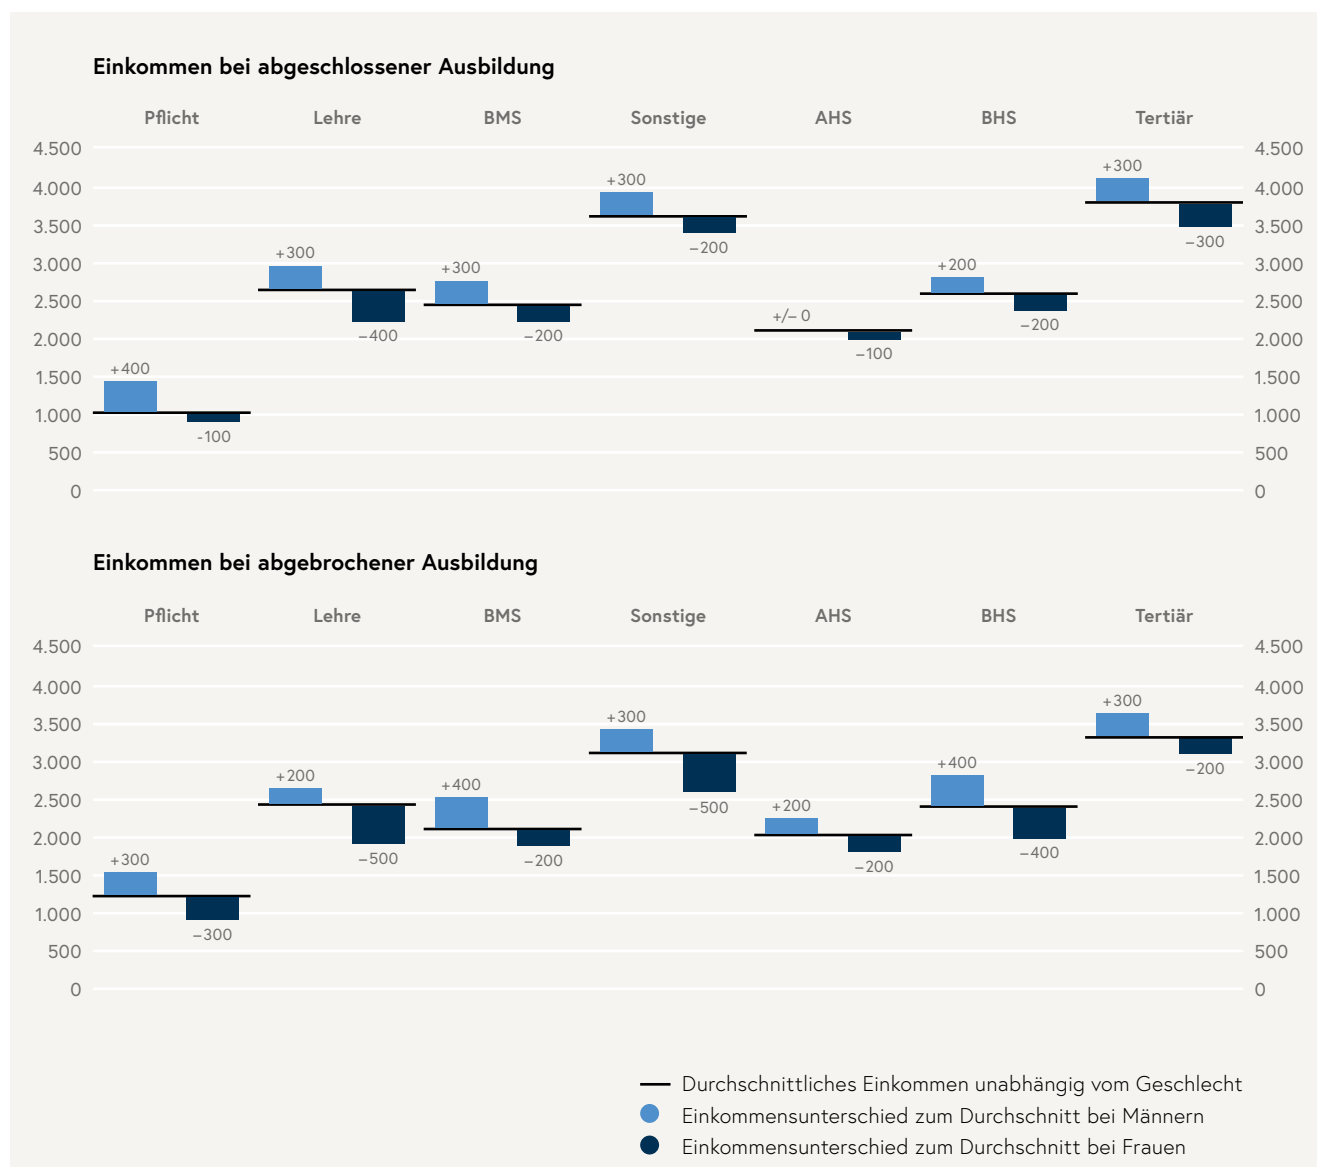 Einkommen bei abgeschlossener Ausbildung
Pflicht Lehre BMS Sonstige AHS BHS Tertiär
4.500 4.500
+300
4.000 +300 4.000
3.500 3.500
−200 −300
+300 +300 +200
3.000 3.000
2.500 2.500
+/− 0 −200
−400 −200
2.000 2.000
−100
+400
1.500 1.500
1.000 1.000
-100
500 500
0 0
Einkommen bei abgebrochener Ausbildung
Pflicht Lehre BMS Sonstige AHS BHS Tertiär
4.500 4.500
4.000 4.000
+300
+300
3.500 3.500
3.000 +400 −200 3.000
+200 +400
2.500 −500 +200 2.500
2.000 2.000
+300 −500 −200 −200 −400
1.500 1.500
1.000 1.000
−300
500 500
0 0
Durchschnittliches Einkommen unabhängig vom Geschlecht
Einkommensunterschied zum Durchschnitt bei Männern
Einkommensunterschied zum Durchschnitt bei Frauen